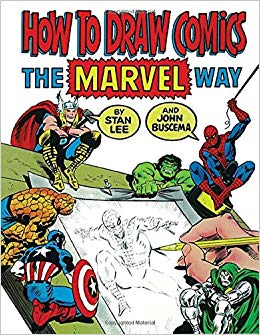 HOW TO DRAW COMICS
THE MARVEL WAY
BY
STAN
LEE
AND
JOHN
BUSCEMA